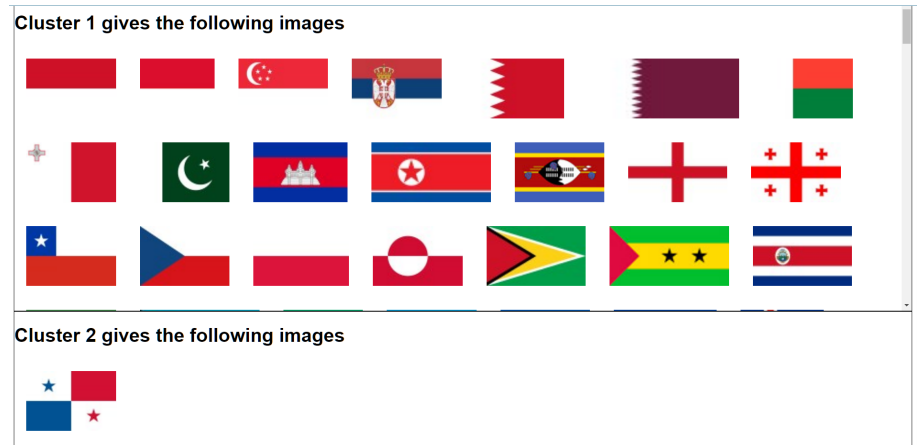 Cluster 1 gives the following images
Cluster 2 gives the following images